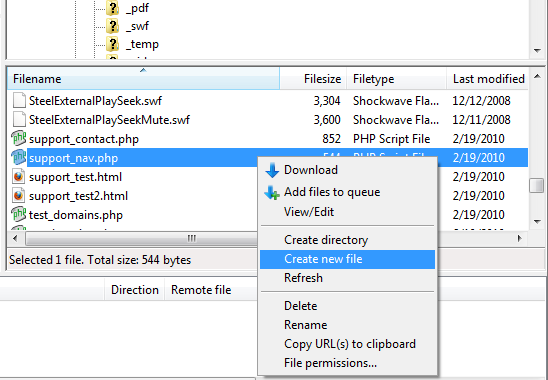 _pdf
_swf
_temp
Filename Filesize Filetype Last modified
SteelExternalPlaySeek.swf 3,304 Shockwave Fla... 12/12/2008
SteelExternalPlaySeekMute.swf 3,600 Shockwave Fla... 12/11/2008
support_contact.php 852 PHP Script File 2/19/2010
support_nav.php 544 PHP Script File 2/19/2010
support_test.html 2/19/2010
support_test2.html 2/19/2010
test_domains.php 2/19/2010
Selected 1 file. Total size: 544 bytes
Direction Remote file
Download
Add files to queue
View/Edit
Create directory
Create new file
Refresh
Delete
Rename
Copy URL(s) to clipboard
File permissions...